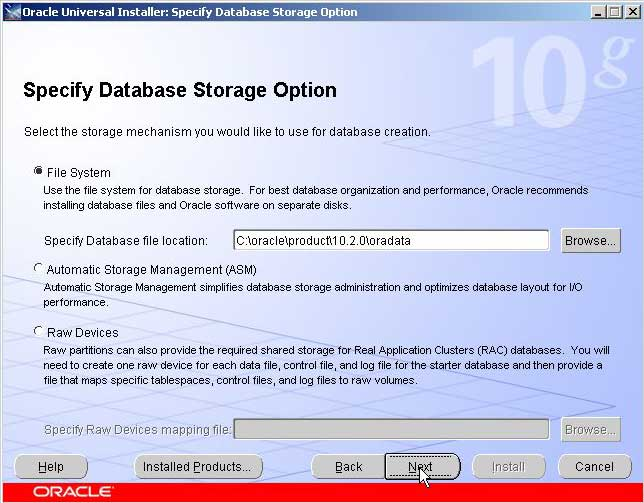 Oracle Universal Installer: Specify Database Storage Option
10g
Specify Database Storage Option
Select the storage mechanism you would like to use for database creation.
File System
Use the file system for database storage. For best database organization and performance, Oracle recommends
installing database files and Oracle software on separate disks.
Specify Database file location: C:\oracle\product\10.2.0\oradata Browse...
Automatic Storage Management (ASM)
Automatic Storage Management simplifies database storage administration and optimizes database layout for I/O
performance.
Raw Devices
Raw partitions can also provide the required shared storage for Real Application Clusters (RAC) databases. You will
need to create one raw device for each data file, control file, and log file for the starter database and then provide a
file that maps specific tablespaces, control files, and log files to raw volumes.
Specify Raw Devices mapping file: Browse...
Help Installed Products... Back Next Install Cancel
ORACLE